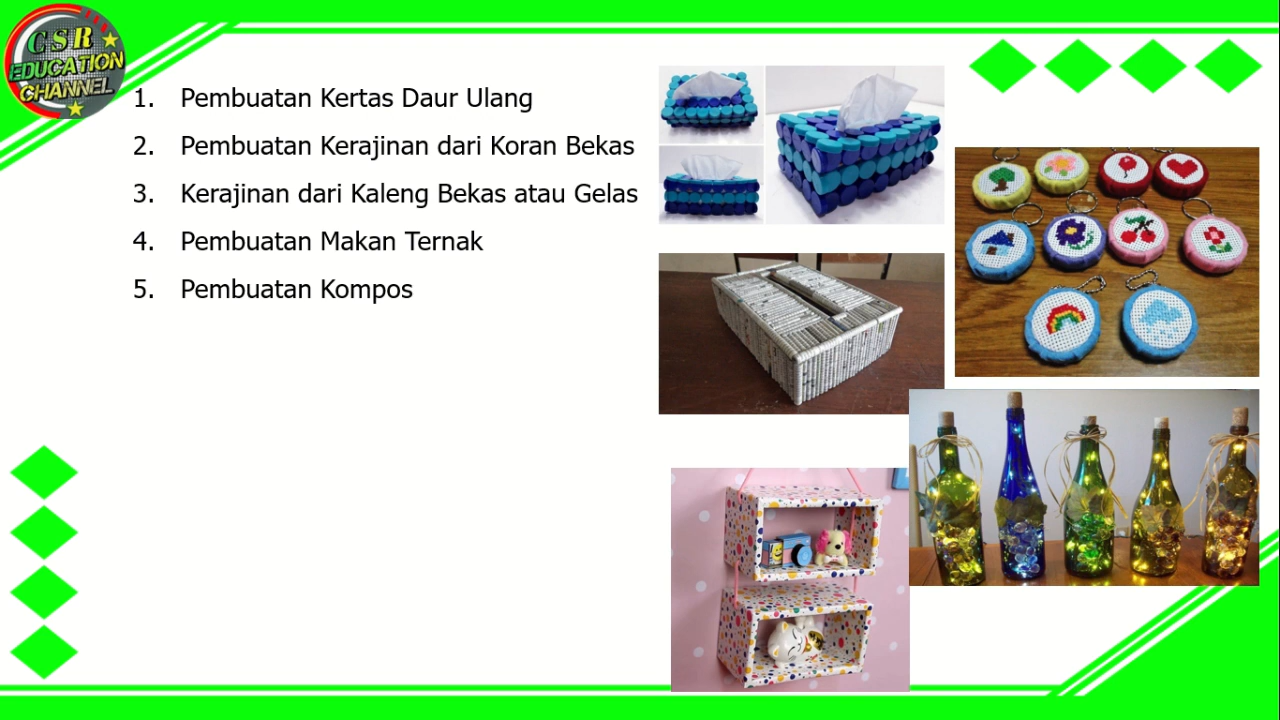 CSR
EDUCATION
CHANNEL
1. Pembuatan Kertas Daur Ulang
2. Pembuatan Kerajinan dari Koran Bekas
3. Kerajinan dari Kaleng Bekas atau Gelas
4. Pembuatan Makan Ternak
5. Pembuatan Kompos